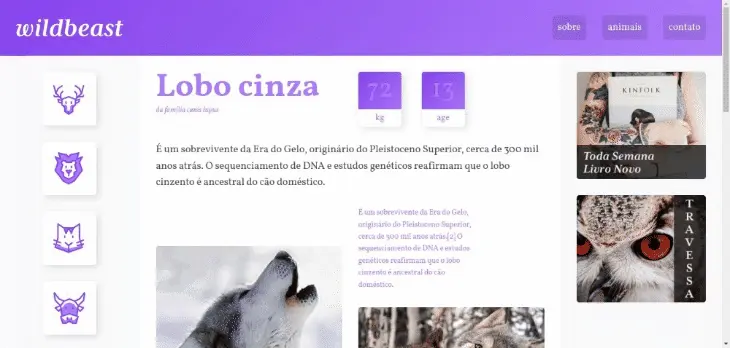 wildbeast
sobre
animais
contato
Lobo cinza
da família canis lupus
72
kg
13
age
É um sobrevivente da Era do Gelo, originário do Pleistoceno Superior, cerca de 300 mil
anos atrás. O sequenciamento de DNA e estudos genéticos reafirmam que o lobo
cinzento é ancestral do cão doméstico.
É um sobrevivente da Era do Gelo,
originário do Pleistoceno Superior,
cerca de 300 mil anos atrás[2] O
sequenciamento de DNA e estudos
genéticos reafirmam que o lobo
cinzento é ancestral do cão
doméstico.
KINFOLK
Toda Semana
Livro Novo
TRAVESSA